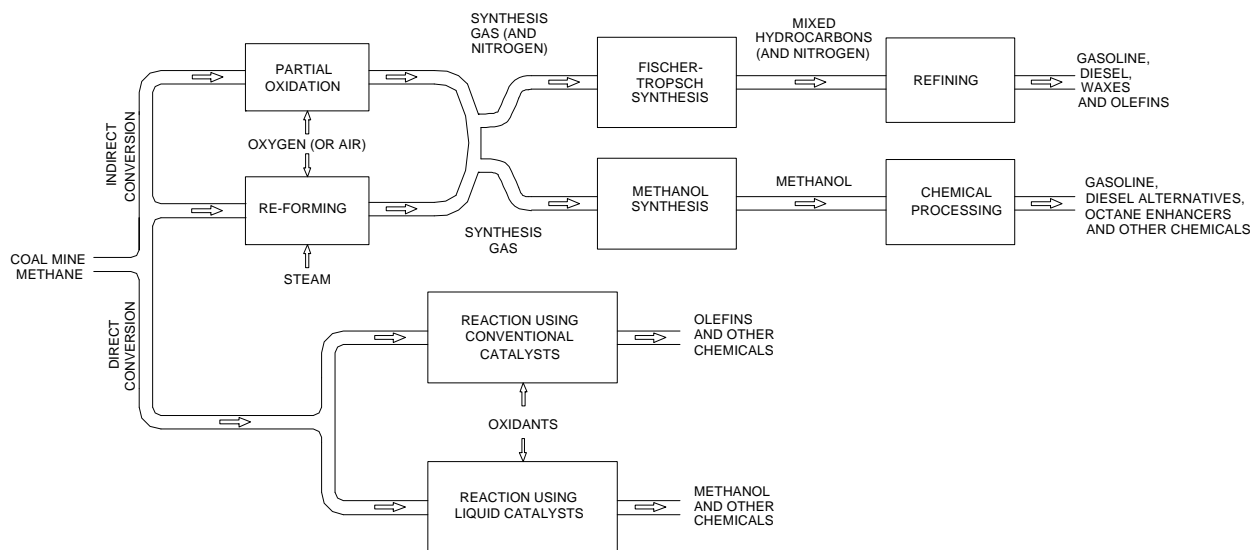 SYNTHESIS
GAS (AND
NITROGEN)
MIXED
HYDROCARBONS
(AND NITROGEN)
PARTIAL
OXIDATION
FISCHER-
TROPSCH
SYNTHESIS
REFINING
GASOLINE,
DIESEL,
WAXES
AND OLEFINS
INDIRECT
CONVERSION
OXYGEN (OR AIR)
RE-FORMING
METHANOL
SYNTHESIS
METHANOL
CHEMICAL
PROCESSING
GASOLINE,
DIESEL ALTERNATIVES,
OCTANE ENHANCERS
AND OTHER CHEMICALS
SYNTHESIS
GAS
COAL MINE
METHANE
STEAM
DIRECT
CONVERSION
REACTION USING
CONVENTIONAL
CATALYSTS
OLEFINS
AND OTHER
CHEMICALS
OXIDANTS
REACTION USING
LIQUID CATALYSTS
METHANOL
AND OTHER
CHEMICALS